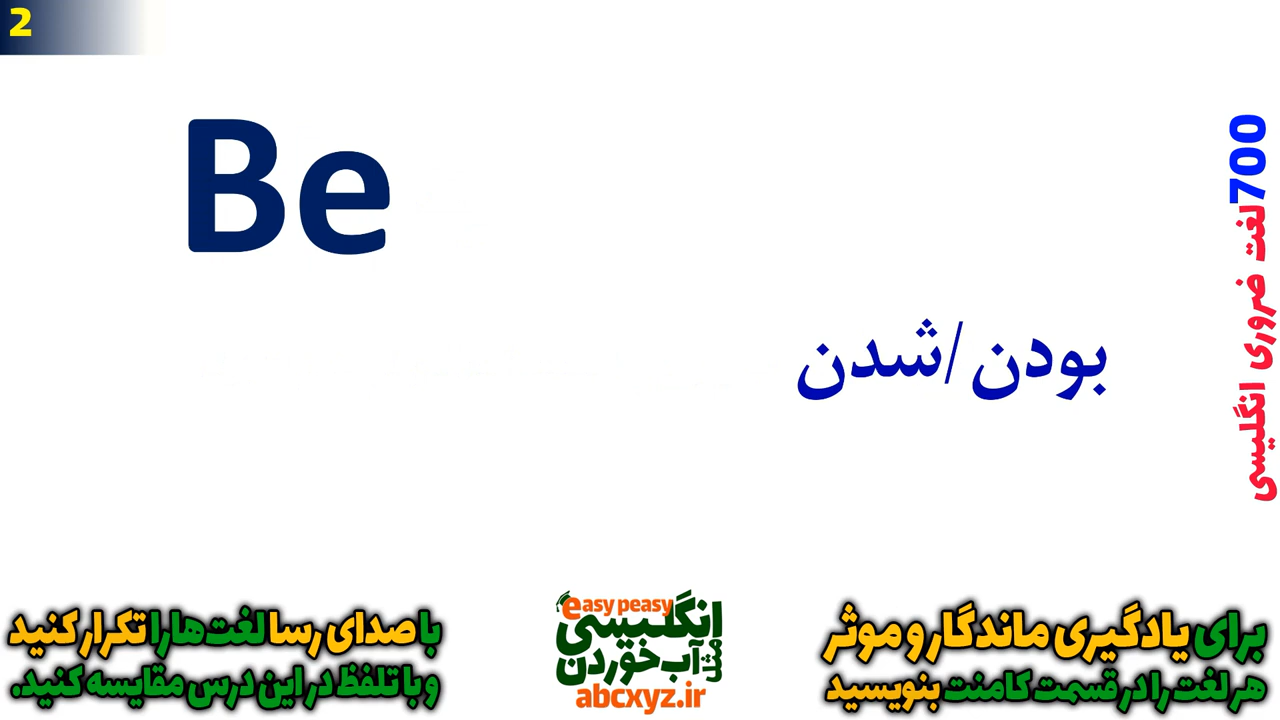 2
Be
بودن/شدن
700 لغت ضروری انگلیسی
با صدای رسا لغت‌ها را تکرار کنید
و با تلفظ در این درس مقایسه کنید.
easy peasy
انگلیسی
مثل
آب خوردن
abcxyz.ir
برای یادگیری ماندگار و موثر
هر لغت را در قسمت کامنت بنویسید